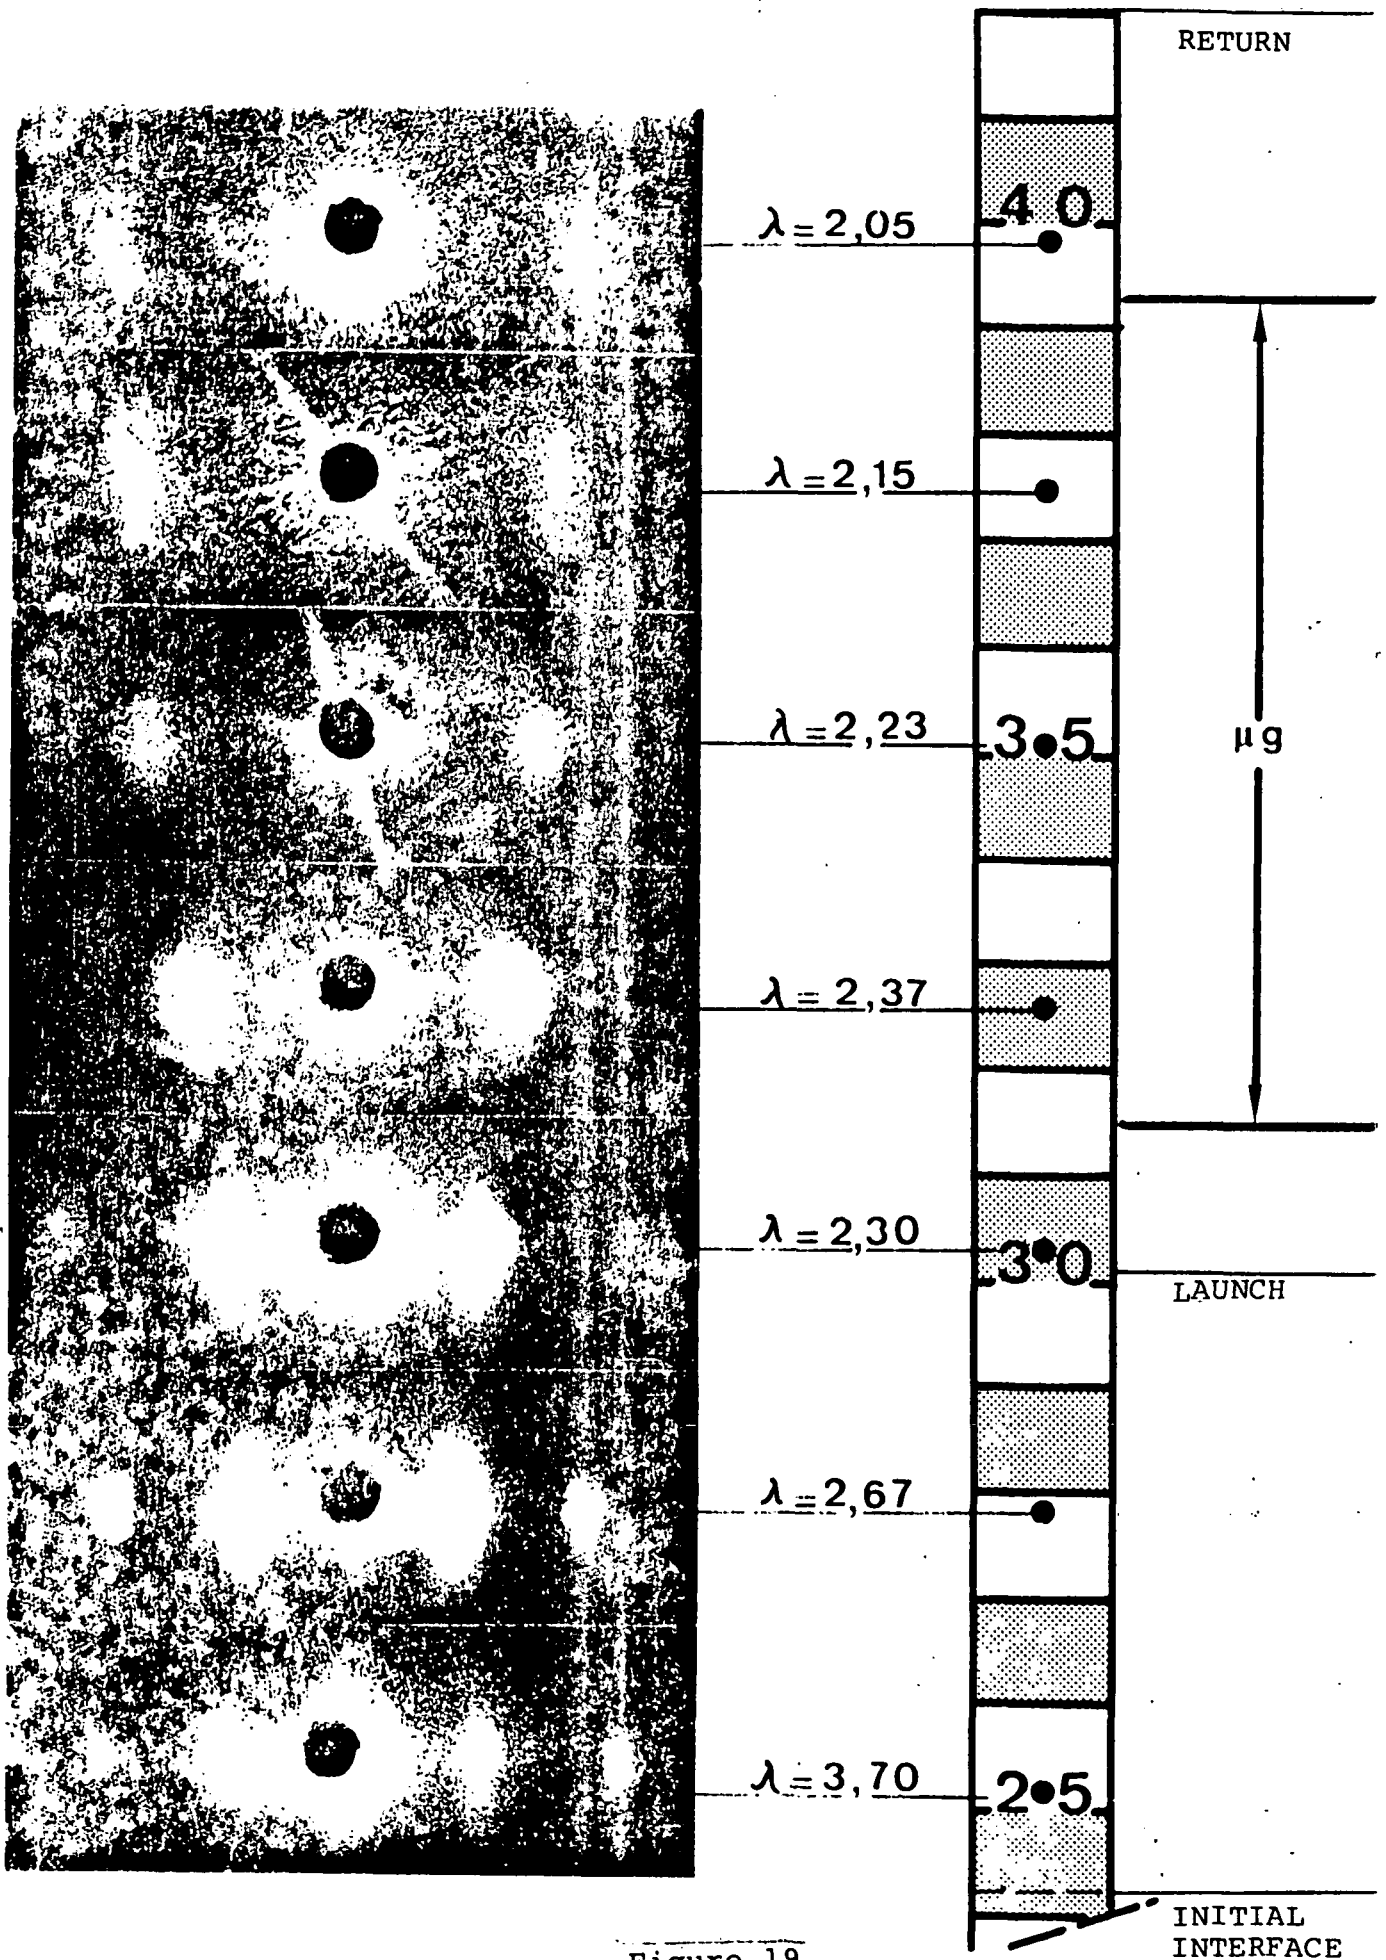 RETURN
4 0
λ = 2,05
λ = 2,15
λ = 2,23
3 5
μg
λ = 2,37
λ = 2,30
3 0
LAUNCH
λ = 2,67
λ = 3,70
2 5
INITIAL
INTERFACE
Figure 19